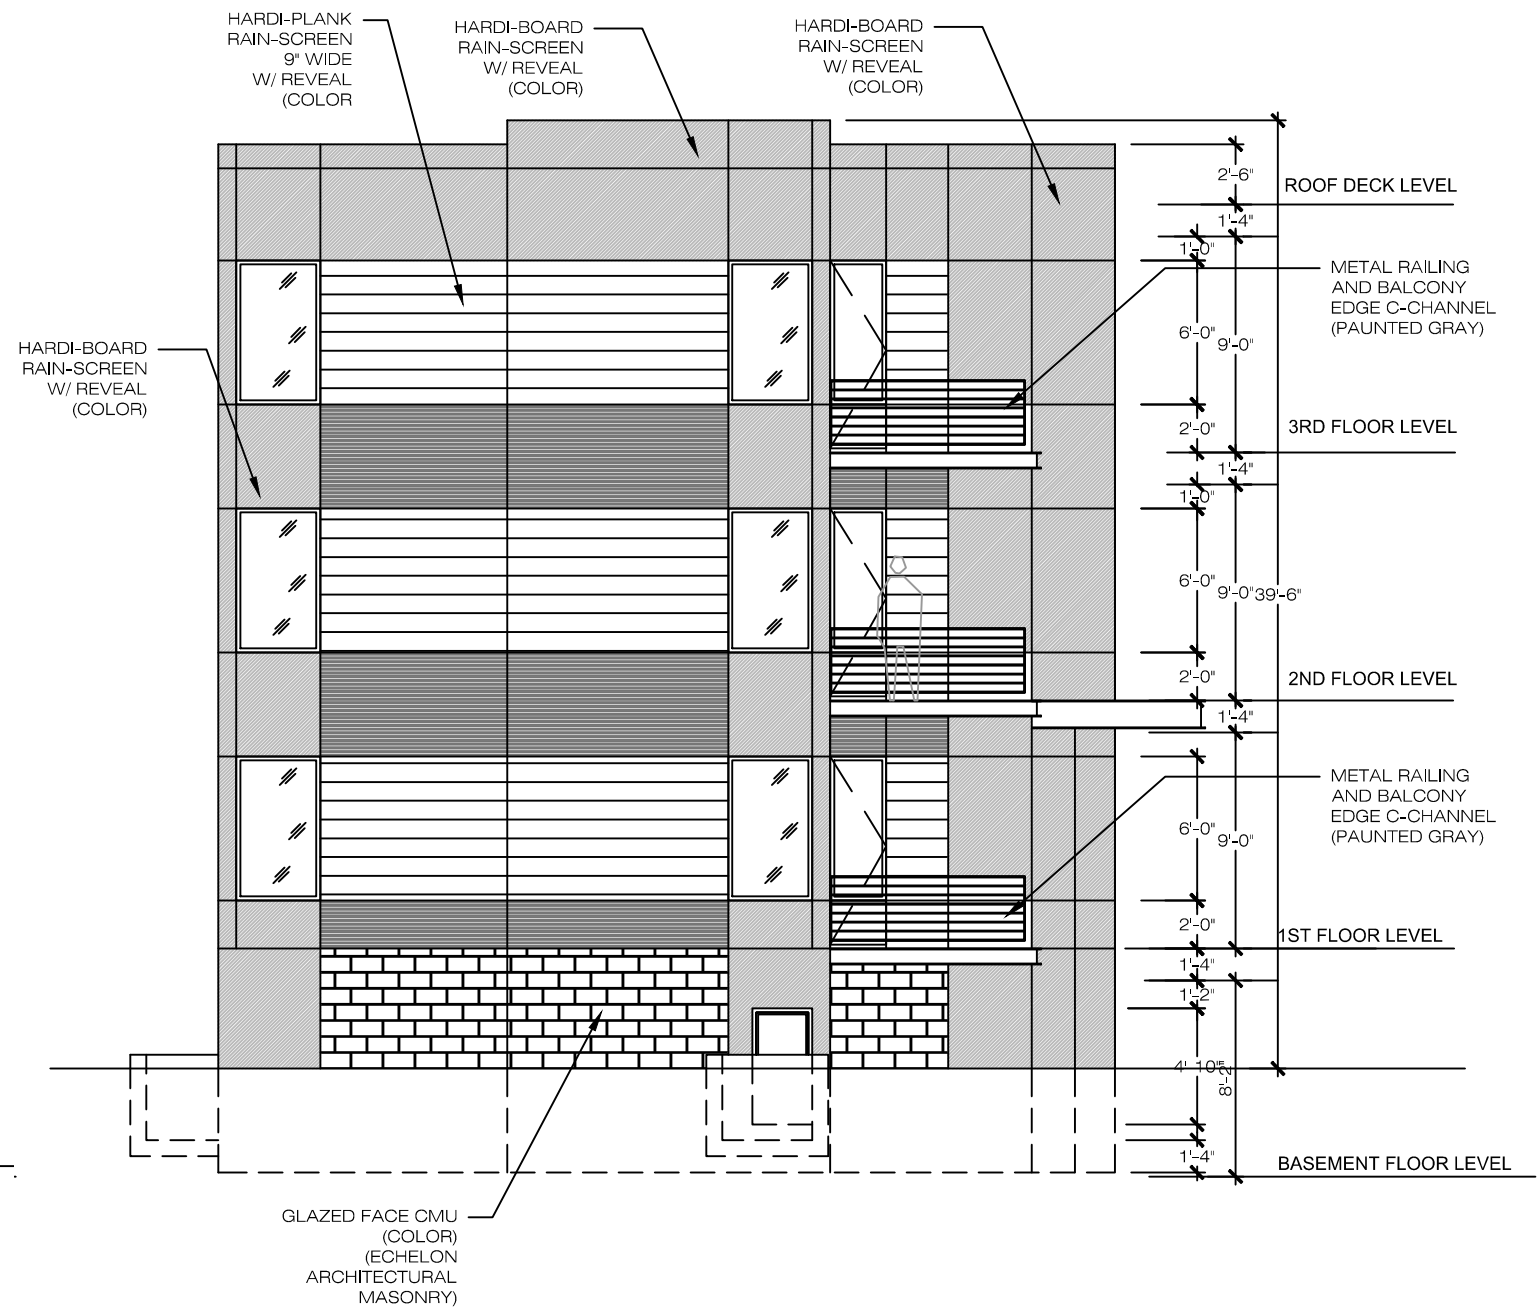 HARDI-PLANK
RAIN-SCREEN
9" WIDE
W/ REVEAL
(COLOR
HARDI-BOARD
RAIN-SCREEN
W/ REVEAL
(COLOR)
HARDI-BOARD
RAIN-SCREEN
W/ REVEAL
(COLOR)
HARDI-BOARD
RAIN-SCREEN
W/ REVEAL
(COLOR)
2'-6"
ROOF DECK LEVEL
1'-4"
1'-0"
METAL RAILING
AND BALCONY
EDGE C-CHANNEL
(PAUNTED GRAY)
6'-0"
9'-0"
2'-0"
3RD FLOOR LEVEL
1'-4"
1'-0"
6'-0"
9'-0"
39'-6"
2'-0"
2ND FLOOR LEVEL
1'-4"
METAL RAILING
AND BALCONY
EDGE C-CHANNEL
(PAUNTED GRAY)
6'-0"
9'-0"
2'-0"
1ST FLOOR LEVEL
1'-4"
1'-2"
4'-10"
8'-2"
1'-4"
BASEMENT FLOOR LEVEL
GLAZED FACE CMU
(COLOR)
(ECHELON
ARCHITECTURAL
MASONRY)